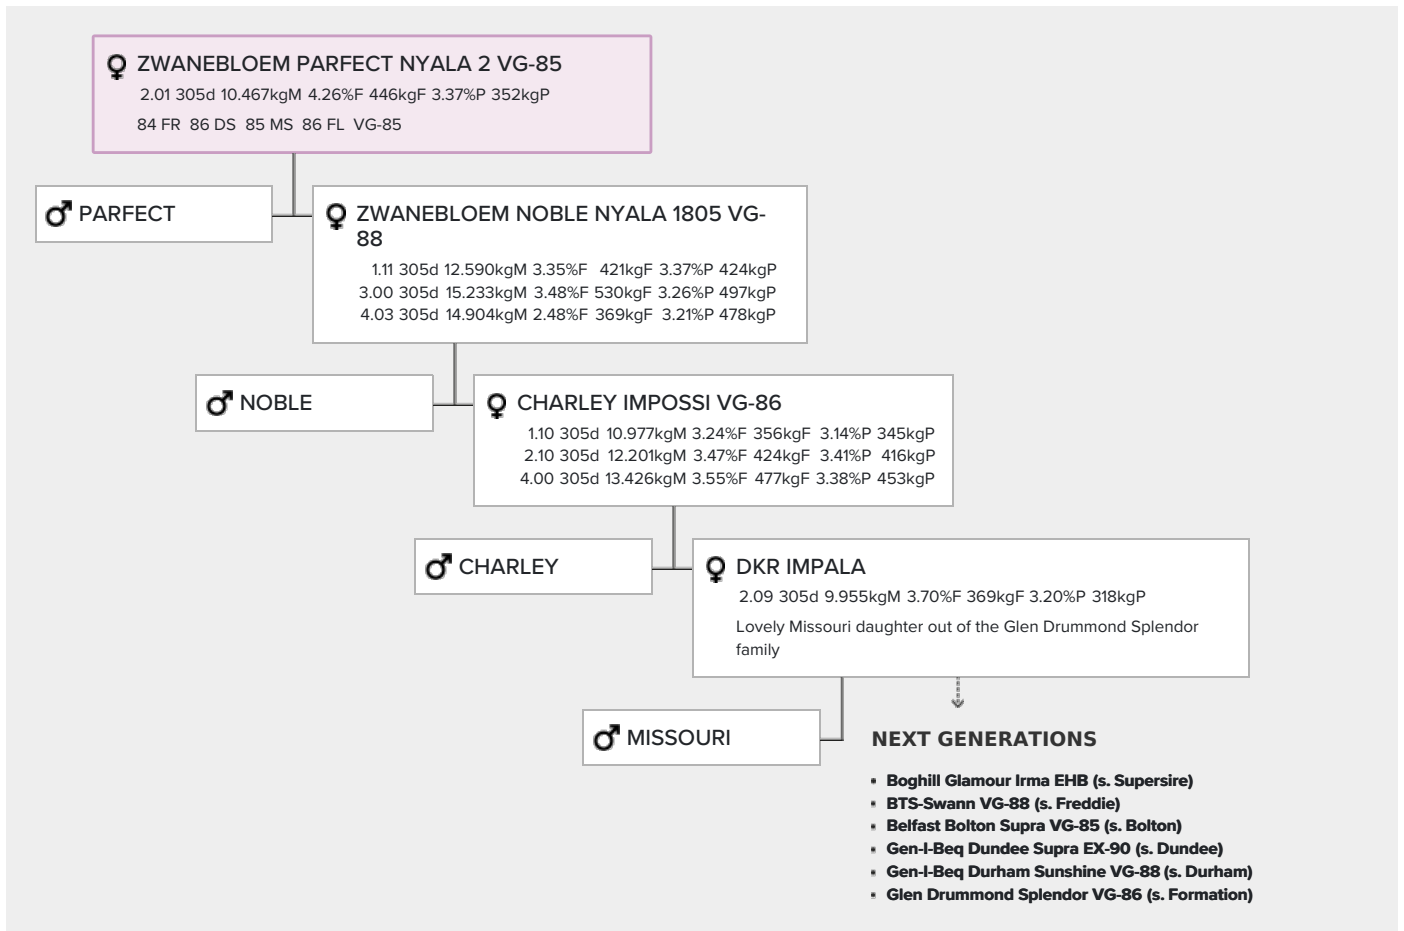 ZWANEBLOEM PARFECT NYALA 2 VG-85
2.01 305d 10.467kgM 4.26%F 446kgF 3.37%P 352kgP
84 FR 86 DS 85 MS 86 FL VG-85
PARFECT
ZWANEBLOEM NOBLE NYALA 1805 VG-
88
1.11 305d 12.590kgM 3.35%F 421kgF 3.37%P 424kgP
3.00 305d 15.233kgM 3.48%F 530kgF 3.26%P 497kgP
4.03 305d 14.904kgM 2.48%F 369kgF 3.21%P 478kgP
NOBLE
CHARLEY IMPOSSI VG-86
1.10 305d 10.977kgM 3.24%F 356kgF 3.14%P 345kgP
2.10 305d 12.201kgM 3.47%F 424kgF 3.41%P 416kgP
4.00 305d 13.426kgM 3.55%F 477kgF 3.38%P 453kgP
CHARLEY
DKR IMPALA
2.09 305d 9.955kgM 3.70%F 369kgF 3.20%P 318kgP
Lovely Missouri daughter out of the Glen Drummond Splendor
family
MISSOURI
NEXT GENERATIONS
Boghill Glamour Irma EHB (s. Supersire)
BTS-Swann VG-88 (s. Freddie)
Belfast Bolton Supra VG-85 (s. Bolton)
Gen-I-Beq Dundee Supra EX-90 (s. Dundee)
Gen-I-Beq Durham Sunshine VG-88 (s. Durham)
Glen Drummond Splendor VG-86 (s. Formation)